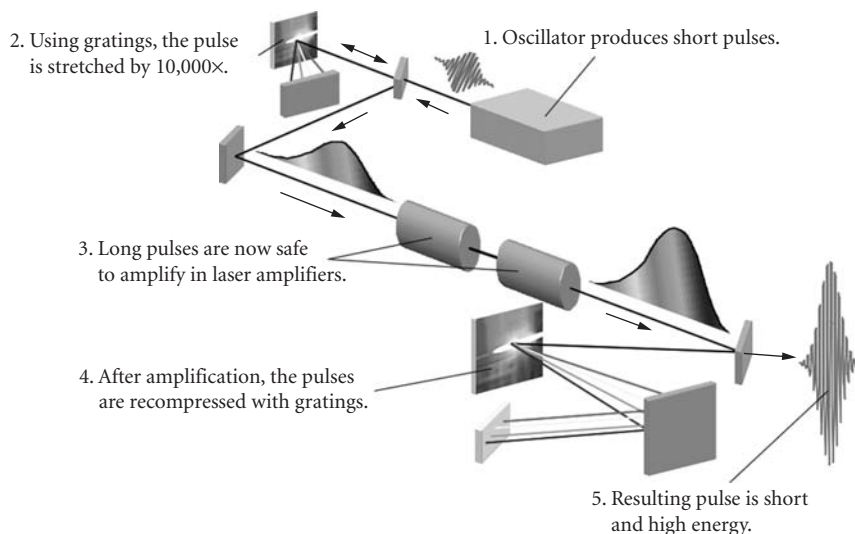 1. Oscillator produces short pulses.
2. Using gratings, the pulse
is stretched by 10,000×.
3. Long pulses are now safe
to amplify in laser amplifiers.
4. After amplification, the pulses
are recompressed with gratings.
5. Resulting pulse is short
and high energy.